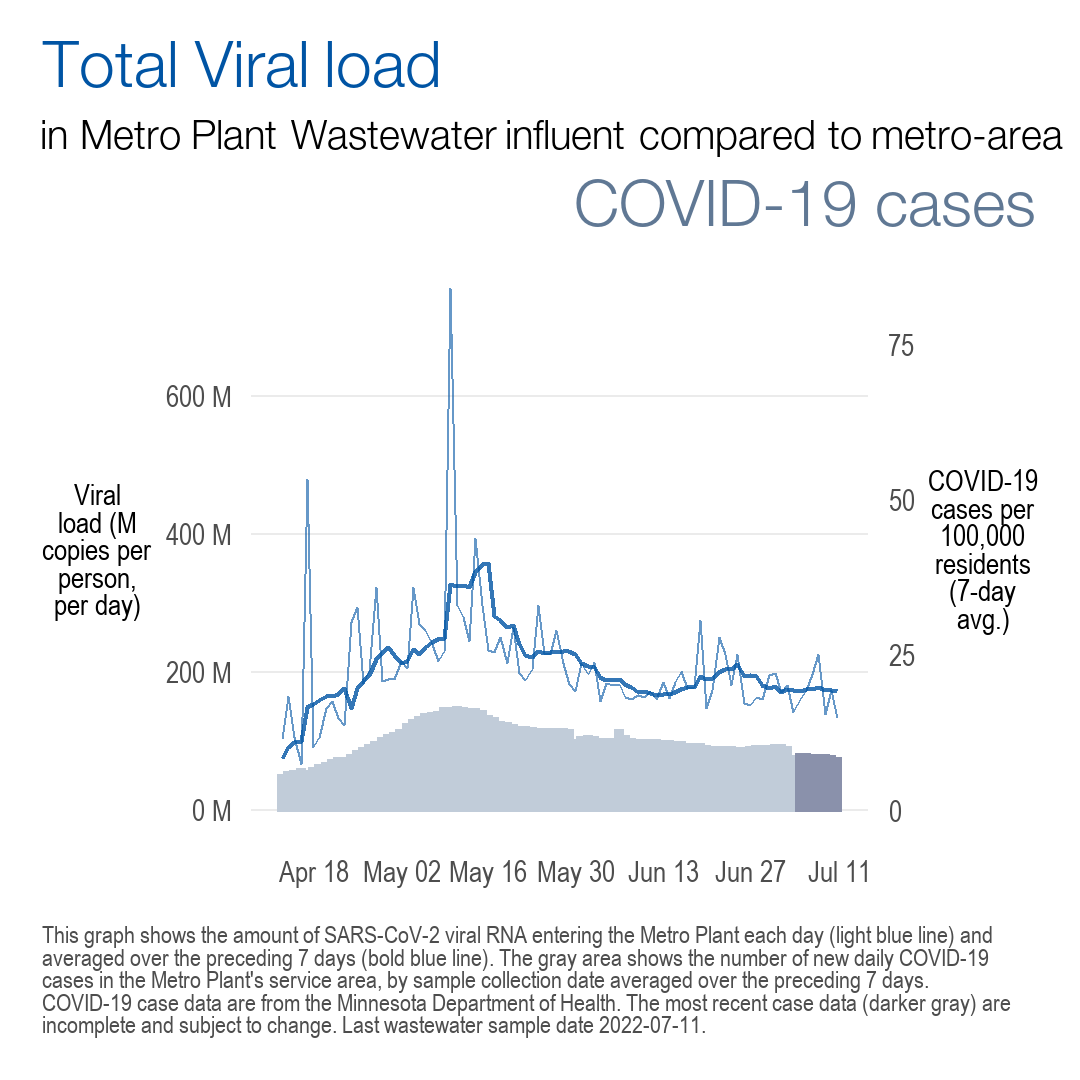 Total Viral load
in Metro Plant Wastewater influent compared to metro-area
COVID-19 cases
75
600 M
Viral
load (M
copies per
person,
per day)
400 M
50
COVID-19
cases per
100,000
residents
(7-day
avg.)
200 M
25
0 M
0
Apr 18 May 02 May 16 May 30 Jun 13 Jun 27 Jul 11
This graph shows the amount of SARS-CoV-2 viral RNA entering the Metro Plant each day (light blue line) and
averaged over the preceding 7 days (bold blue line). The gray area shows the number of new daily COVID-19
cases in the Metro Plant's service area, by sample collection date averaged over the preceding 7 days.
COVID-19 case data are from the Minnesota Department of Health. The most recent case data (darker gray) are
incomplete and subject to change. Last wastewater sample date 2022-07-11.